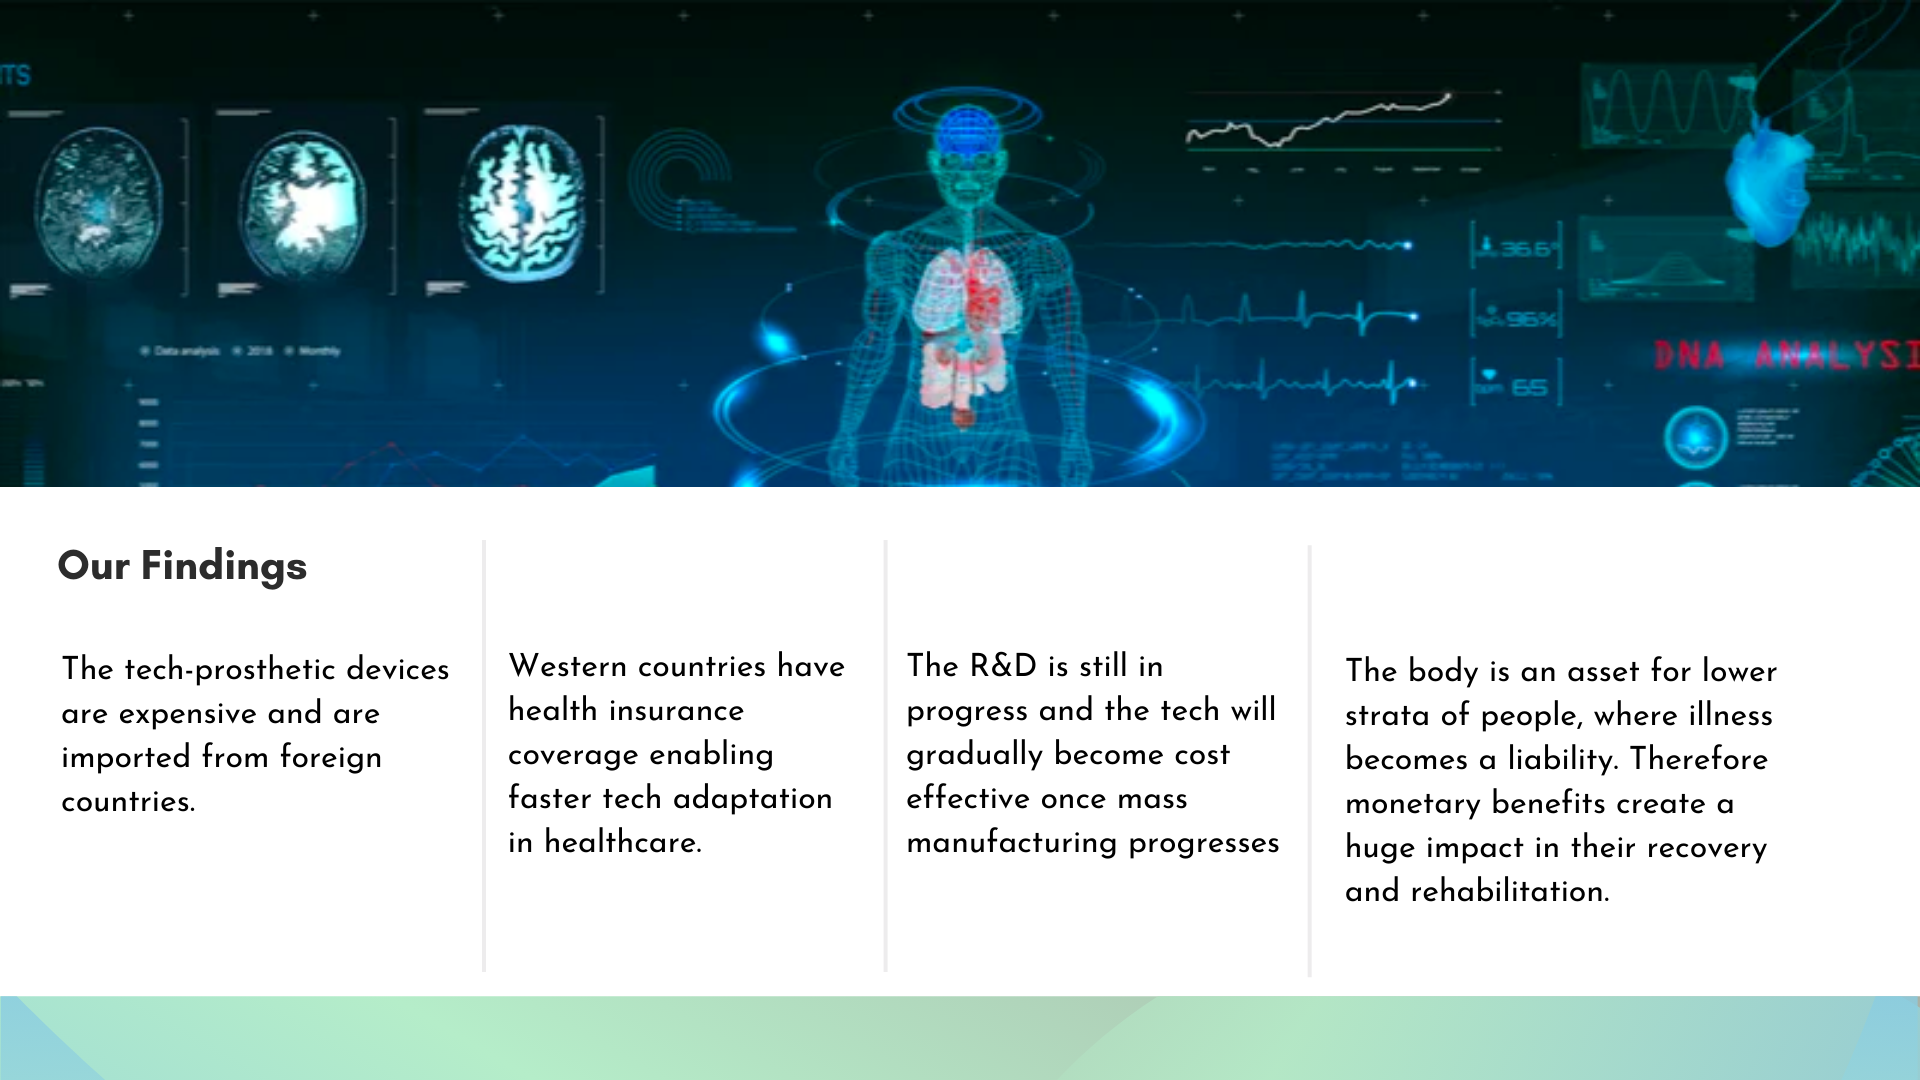 NTS
Data analysis 2018 Monthly
36.6°
96%
bpm 65
DNA ANALYSI
Our Findings
The tech-prosthetic devices
are expensive and are
imported from foreign
countries.
Western countries have
health insurance
coverage enabling
faster tech adaptation
in healthcare.
The R&D is still in
progress and the tech will
gradually become cost
effective once mass
manufacturing progresses
The body is an asset for lower
strata of people, where illness
becomes a liability. Therefore
monetary benefits create a
huge impact in their recovery
and rehabilitation.